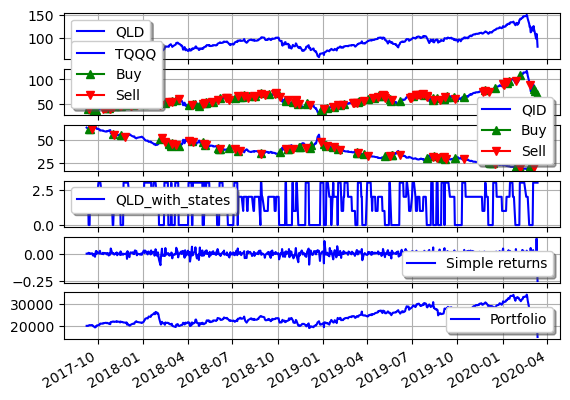 150
100
QLD
TQQQ
Buy
Sell
100
50
QID
Buy
Sell
50
25
2.5
0.0
QLD_with_states
0.00
−0.25
Simple returns
30000
20000
Portfolio
2017-10
2018-01
2018-04
2018-07
2018-10
2019-01
2019-04
2019-07
2019-10
2020-01
2020-04